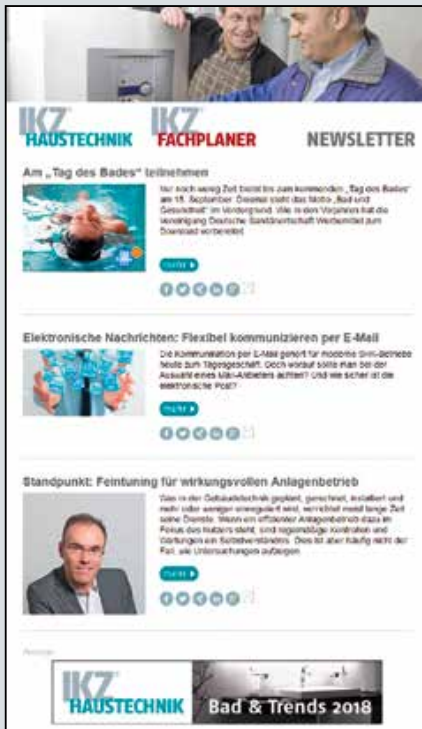 IKZ IKZ
HAUSTECHNIK FACHPLANER NEWSLETTER
Am „Tag des Bades“ teilnehmen
Nur noch wenig Zeit bleibt bis zum kommenden „Tag des Bades“
am 15. September. Diesmal steht das Motto „Bad und
Gesundheit“ im Vordergrund. Wie in den Vorjahren hat die
Vereinigung Deutsche Sanitärwirtschaft Werbemittel zum
Download vorbereitet.
mehr
Elektronische Nachrichten: Flexibel kommunizieren per E-Mail
Die Kommunikation per E-Mail gehört für moderne SHK-Betriebe
heute zum Tagesgeschäft. Doch worauf sollte man bei der
Auswahl eines Mail-Anbieters achten? Und wie sicher ist die
elektronische Post?
mehr
Standpunkt: Feintuning für wirkungsvollen Anlagenbetrieb
Was in der Gebäudetechnik geplant, gerechnet, installiert und
mehr oder weniger einreguliert wird, verrichtet meist lange Zeit
seine Dienste. Wenn ein effizienter Anlagenbetrieb dazu im
Fokus des Nutzers steht, sind regelmäßige Kontrollen und
Wartungen ein Selbstverständnis. Dies ist aber häufig nicht der
Fall, wie Untersuchungen aufzeigen.
mehr
Anzeige
IKZ
HAUSTECHNIK Bad & Trends 2018